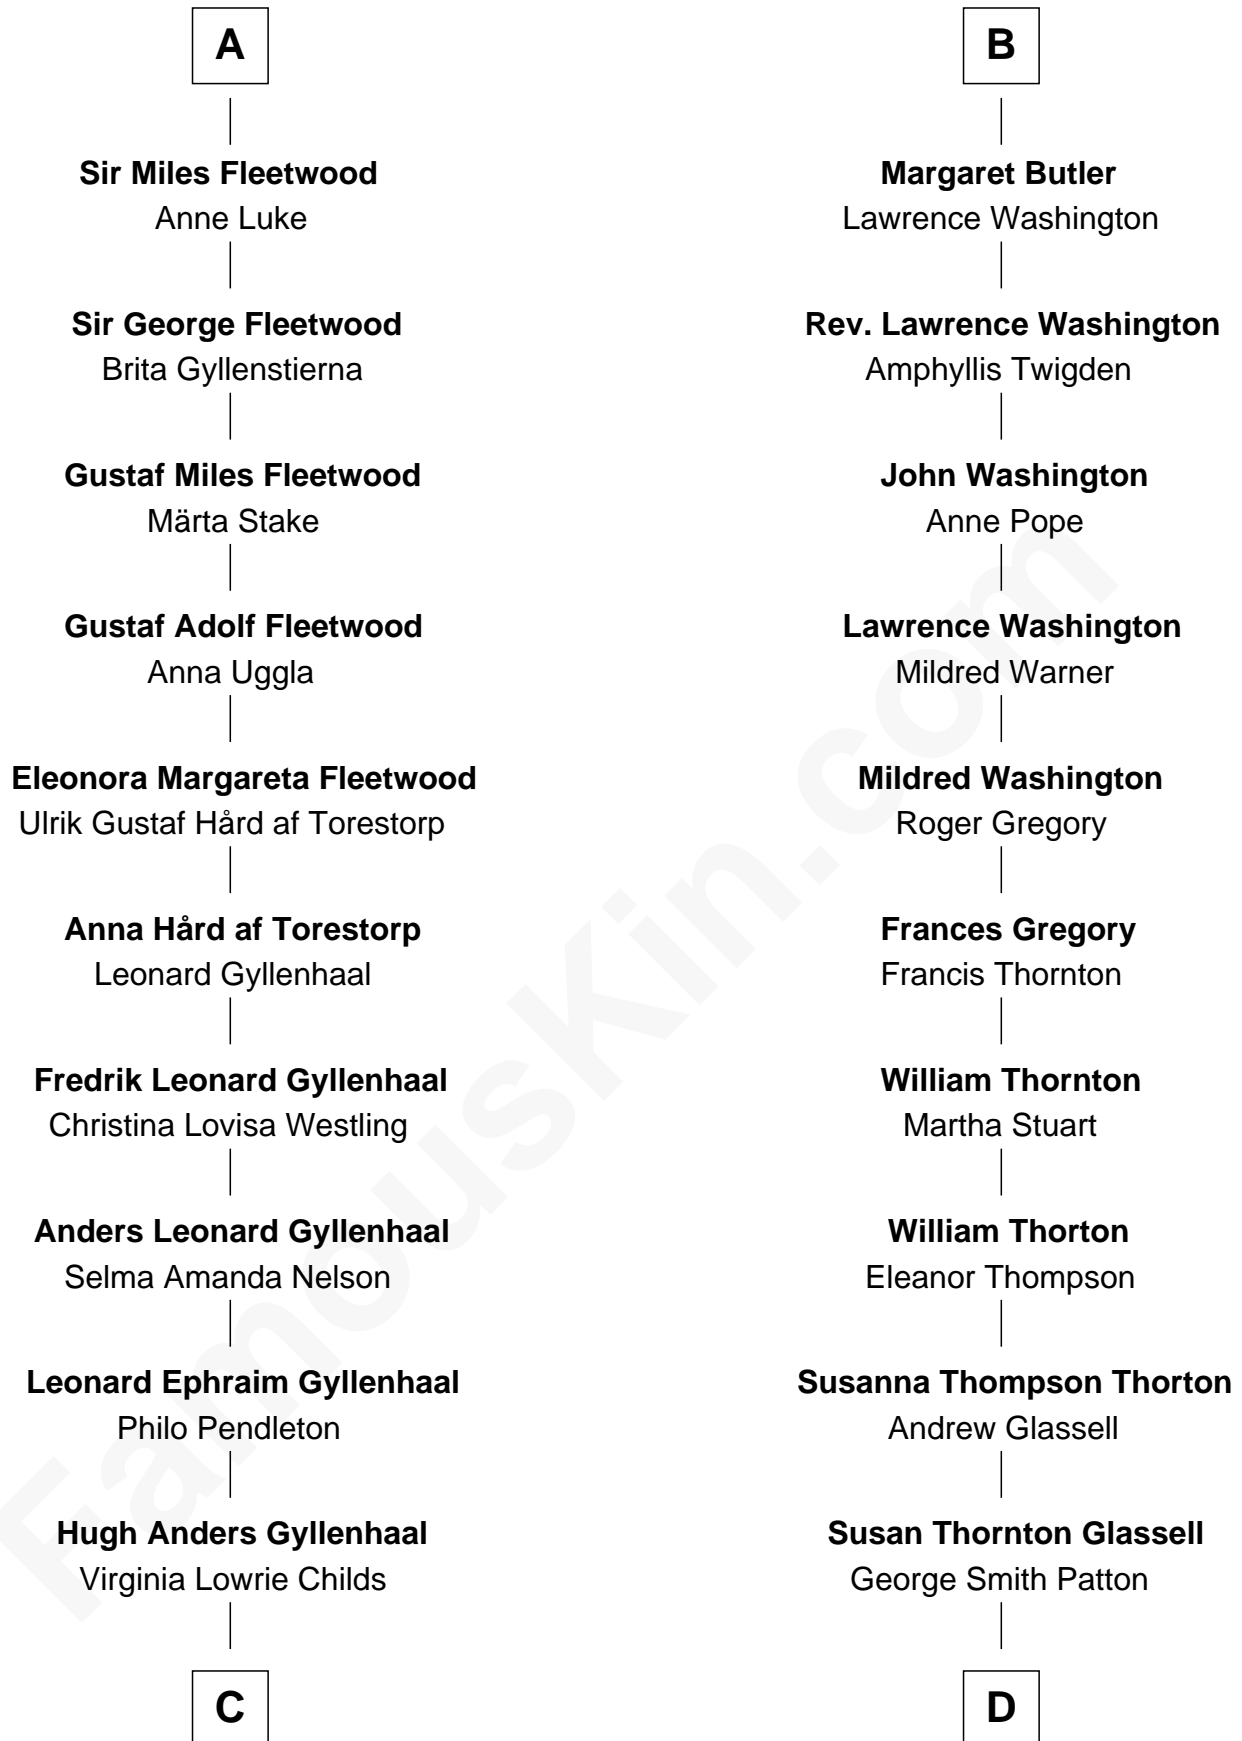 A
Sir Miles Fleetwood
Anne Luke
Sir George Fleetwood
Brita Gyllenstierna
Gustaf Miles Fleetwood
Märta Stake
Gustaf Adolf Fleetwood
Anna Uggla
Eleonora Margareta Fleetwood
Ulrik Gustaf Hård af Torestorp
Anna Hård af Torestorp
Leonard Gyllenhaal
Fredrik Leonard Gyllenhaal
Christina Lovisa Westling
Anders Leonard Gyllenhaal
Selma Amanda Nelson
Leonard Ephraim Gyllenhaal
Philo Pendleton
Hugh Anders Gyllenhaal
Virginia Lowrie Childs
C
B
Margaret Butler
Lawrence Washington
Rev. Lawrence Washington
Amphyllis Twigden
John Washington
Anne Pope
Lawrence Washington
Mildred Warner
Mildred Washington
Roger Gregory
Frances Gregory
Francis Thornton
William Thornton
Martha Stuart
William Thorton
Eleanor Thompson
Susanna Thompson Thorton
Andrew Glassell
Susan Thornton Glassell
George Smith Patton
D
FamousKin.com